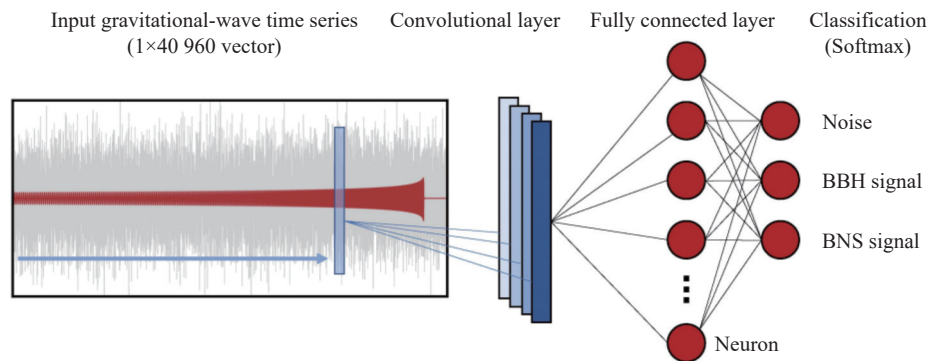 Input gravitational-wave time series
(1×40 960 vector)
Convolutional layer
Fully connected layer
Classification
(Softmax)
Noise
BBH signal
BNS signal
Neuron